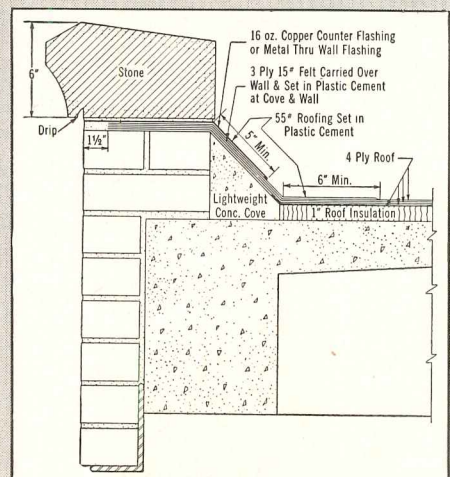 16 oz. Copper Counter Flashing
or Metal Thru Wall Flashing
3 Ply 15# Felt Carried Over
Wall & Set in Plastic Cement
at Cove & Wall
55# Roofing Set in
Plastic Cement
6"
Stone
Drip
1½"
5" Min.
6" Min.
4 Ply Roof
Lightweight
Conc. Cove
1" Roof Insulation